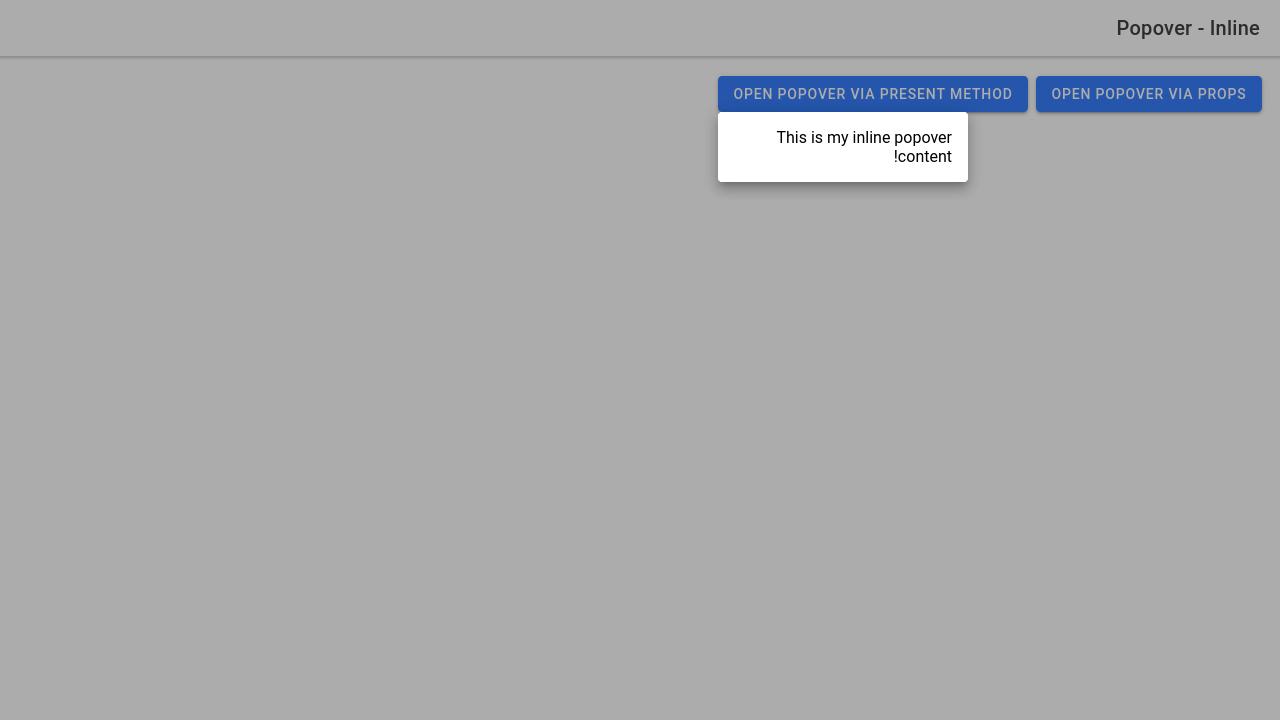 Popover - Inline
OPEN POPOVER VIA PROPS
OPEN POPOVER VIA PRESENT METHOD
This is my inline popover
!content